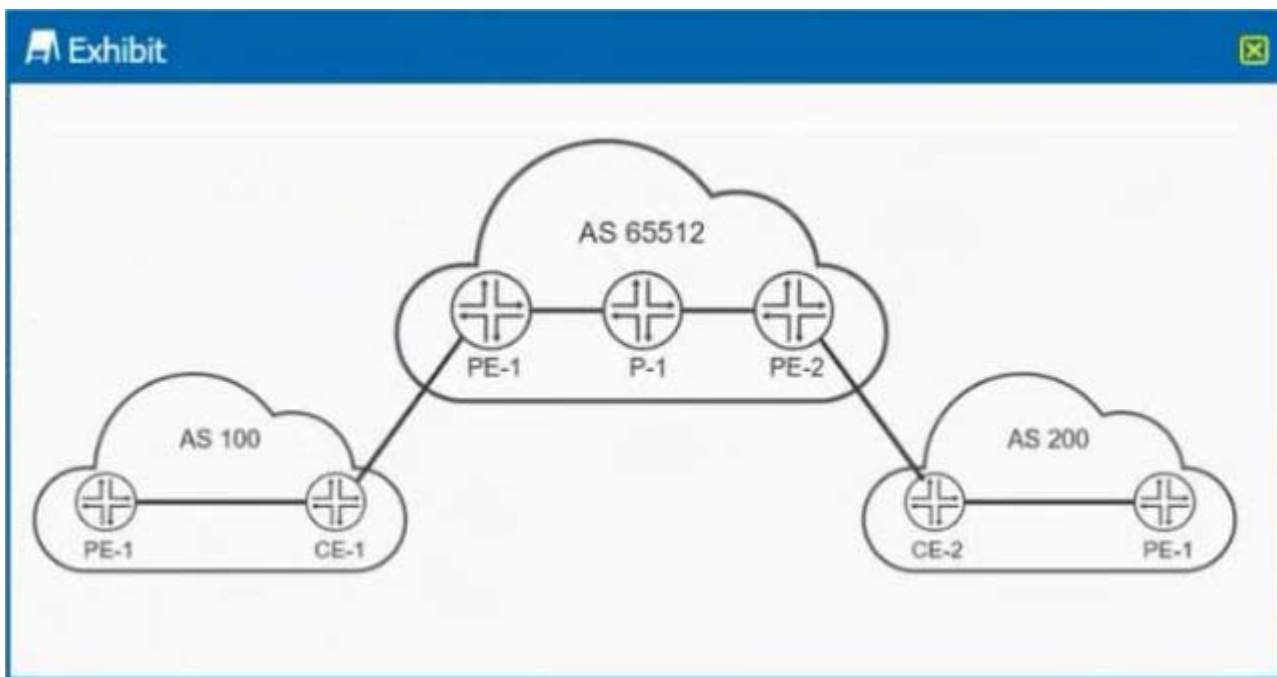 Exhibit
AS 65512
PE-1 P-1 PE-2
AS 100 AS 200
PE-1 CE-1 CE-2 PE-1